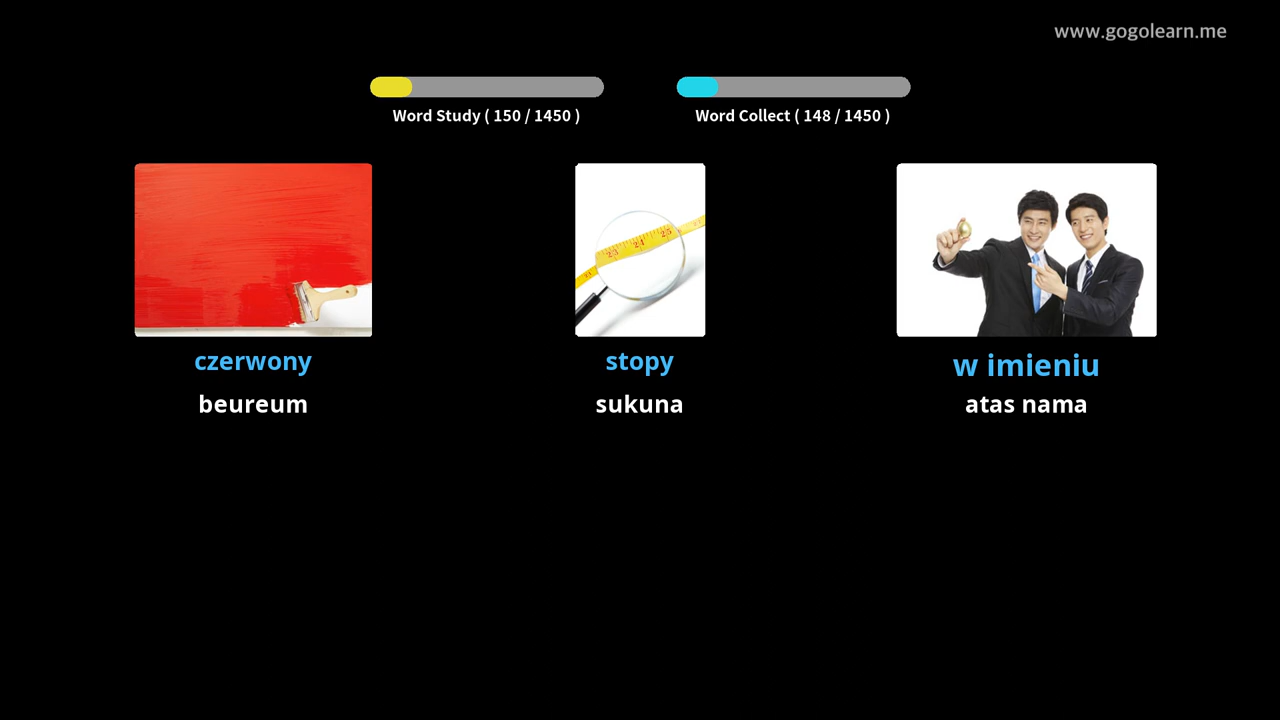 www.gogolearn.me
Word Study ( 150 / 1450 )
Word Collect ( 148 / 1450 )
czerwony
beureum
stopy
sukuna
w imieniu
atas nama